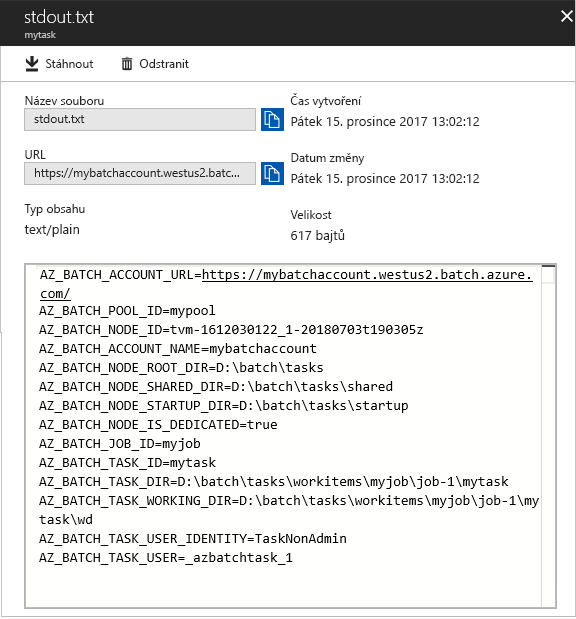 stdout.txt
mytask
Stáhnout
Odstranit
Název souboru
stdout.txt
Čas vytvoření
Pátek 15. prosince 2017 13:02:12
URL
https://mybatchaccount.westus2.batc...
Datum změny
Pátek 15. prosince 2017 13:02:12
Typ obsahu
text/plain
Velikost
617 bajtů
AZ_BATCH_ACCOUNT_URL=https://mybatchaccount.westus2.batch.azure.
com/
AZ_BATCH_POOL_ID=mypool
AZ_BATCH_NODE_ID=tvm-1612030122_1-20180703t190305z
AZ_BATCH_ACCOUNT_NAME=mybatchaccount
AZ_BATCH_NODE_ROOT_DIR=D:\batch\tasks
AZ_BATCH_NODE_SHARED_DIR=D:\batch\tasks\shared
AZ_BATCH_NODE_STARTUP_DIR=D:\batch\tasks\startup
AZ_BATCH_NODE_IS_DEDICATED=true
AZ_BATCH_JOB_ID=myjob
AZ_BATCH_TASK_ID=mytask
AZ_BATCH_TASK_DIR=D:\batch\tasks\workitems\myjob\job-1\mytask
AZ_BATCH_TASK_WORKING_DIR=D:\batch\tasks\workitems\myjob\job-1\my
task\wd
AZ_BATCH_TASK_USER_IDENTITY=TaskNonAdmin
AZ_BATCH_TASK_USER=_azbatchtask_1